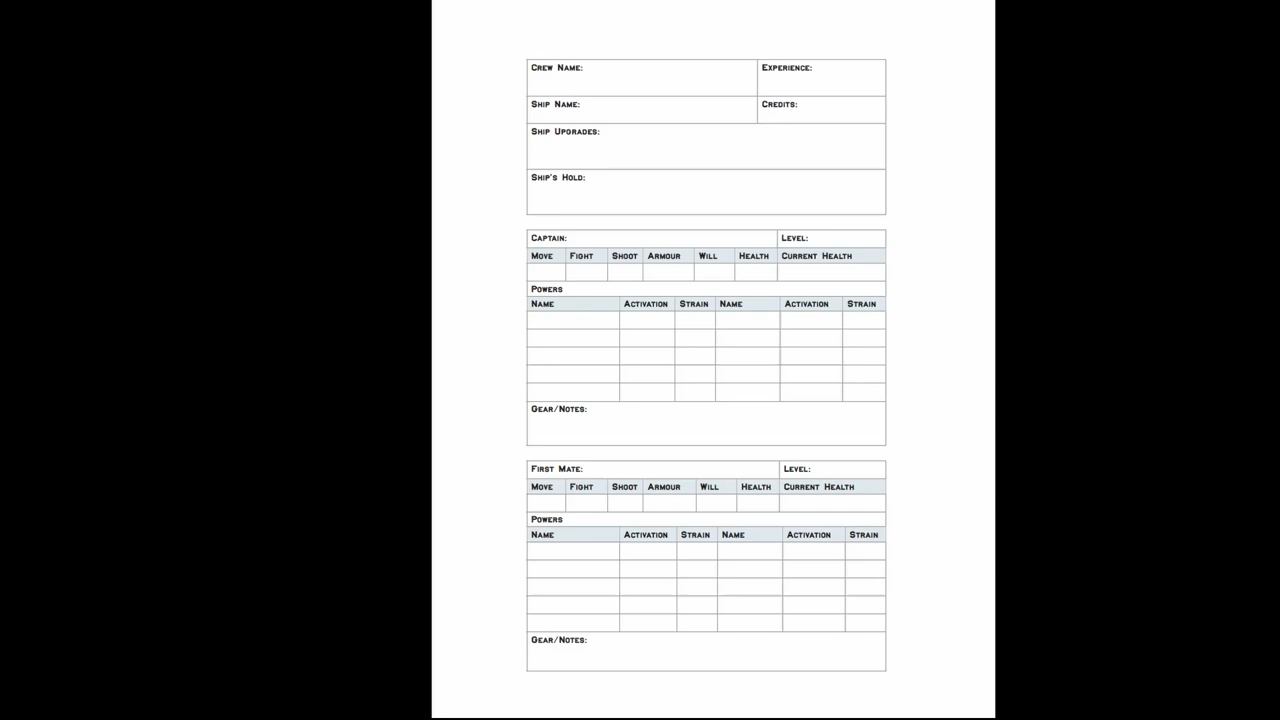 Crew Name: Experience:
Ship Name: Credits:
Ship Upgrades:
Ship's Hold:
Captain: Level:
Move Fight Shoot Armour Will Health Current Health
Powers
Name Activation Strain Name Activation Strain
Gear/Notes:
First Mate: Level:
Move Fight Shoot Armour Will Health Current Health
Powers
Name Activation Strain Name Activation Strain
Gear/Notes: